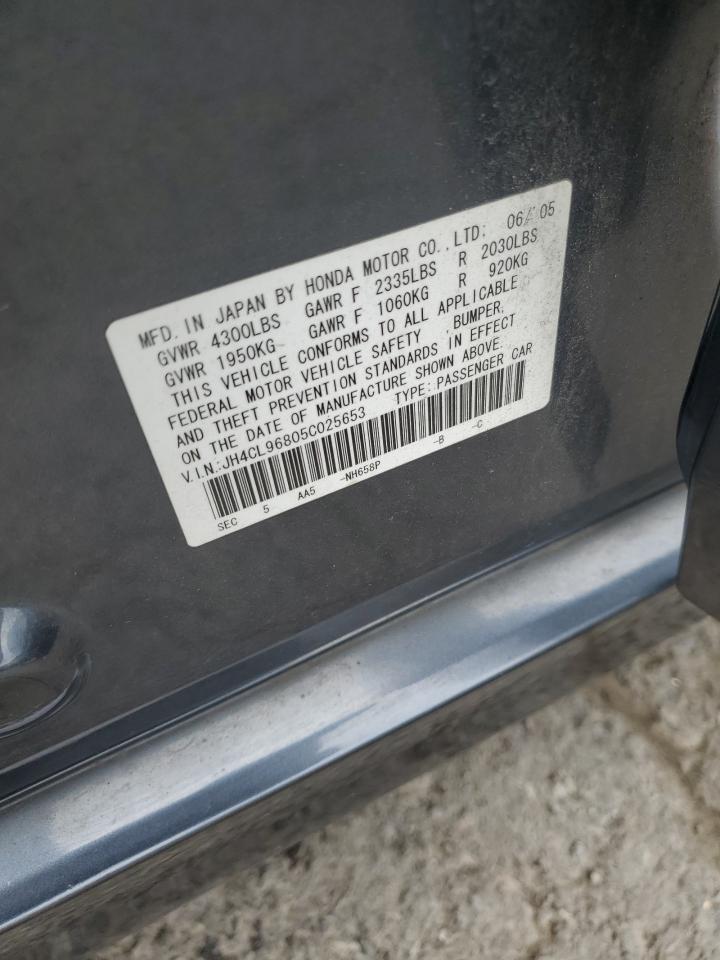 MFD. IN JAPAN BY HONDA MOTOR CO., LTD: 06/05
GVWR 4300LBS GAWR F 2335LBS R 2030LBS
GVWR 1950KG GAWR F 1060KG R 920KG
THIS VEHICLE CONFORMS TO ALL APPLICABLE
FEDERAL MOTOR VEHICLE SAFETY BUMPER,
AND THEFT PREVENTION STANDARDS IN EFFECT
ON THE DATE OF MANUFACTURE SHOWN ABOVE.
V.I.N.:JH4CL96805C025653 TYPE: PASSENGER CAR
SEC 5 AA5 -NH658P -B -C